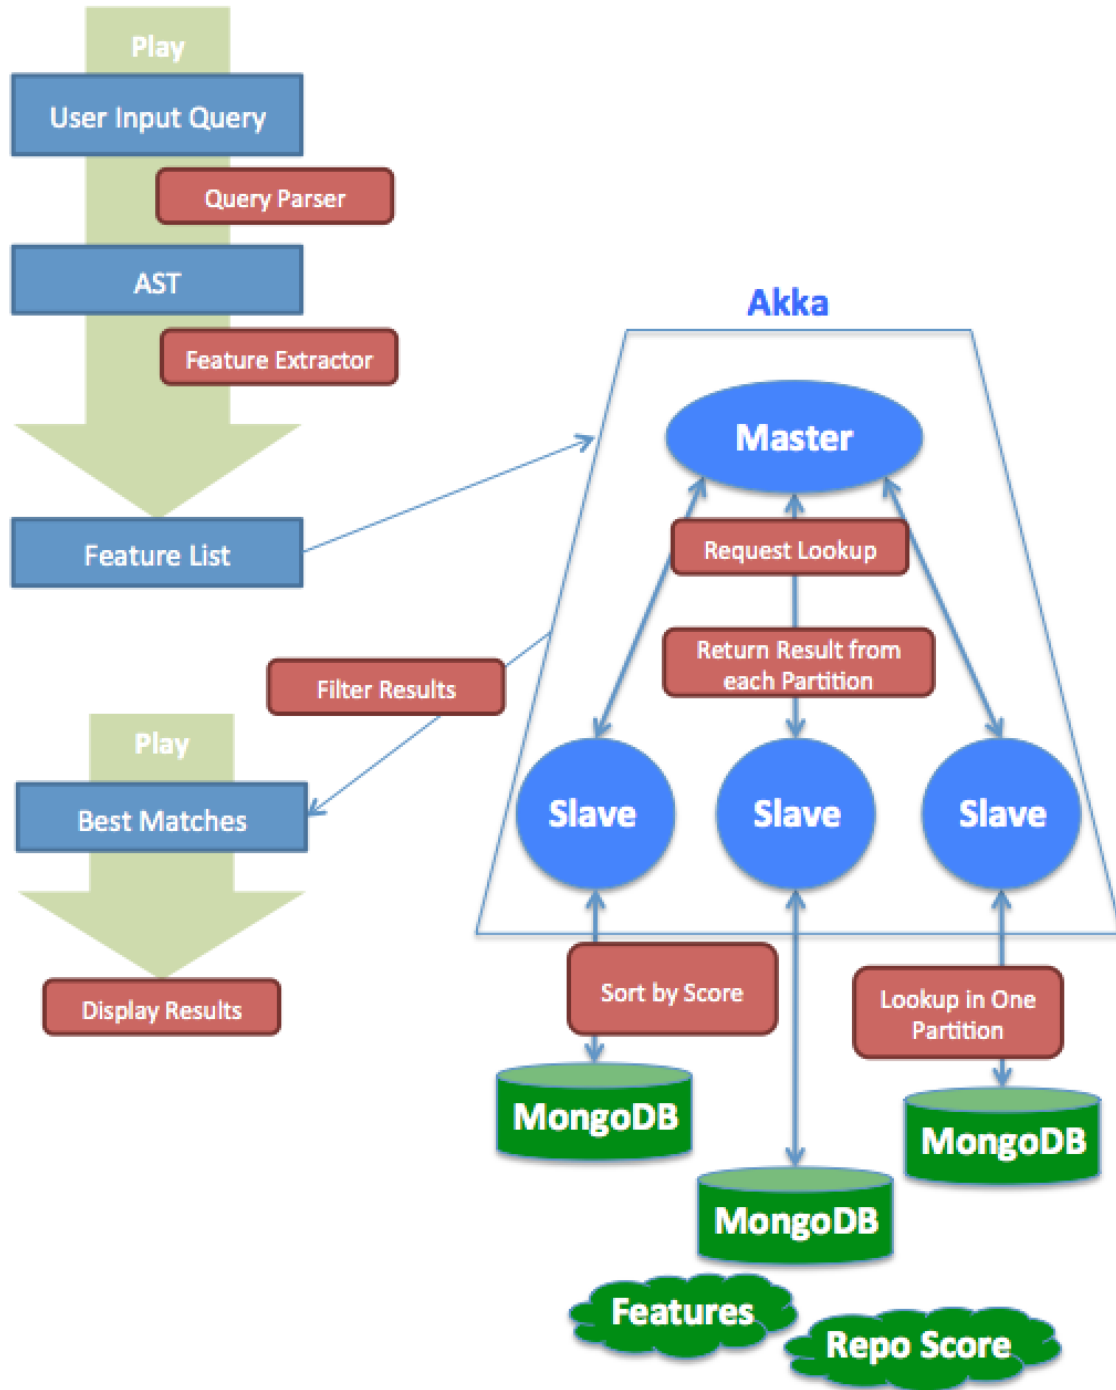 Play
User Input Query
Query Parser
AST
Feature Extractor
Feature List
Akka
Master
Request Lookup
Return Result from
each Partition
Filter Results
Play
Best Matches
Display Results
Slave
Slave
Slave
Sort by Score
Lookup in One
Partition
MongoDB
MongoDB
MongoDB
Features
Repo Score